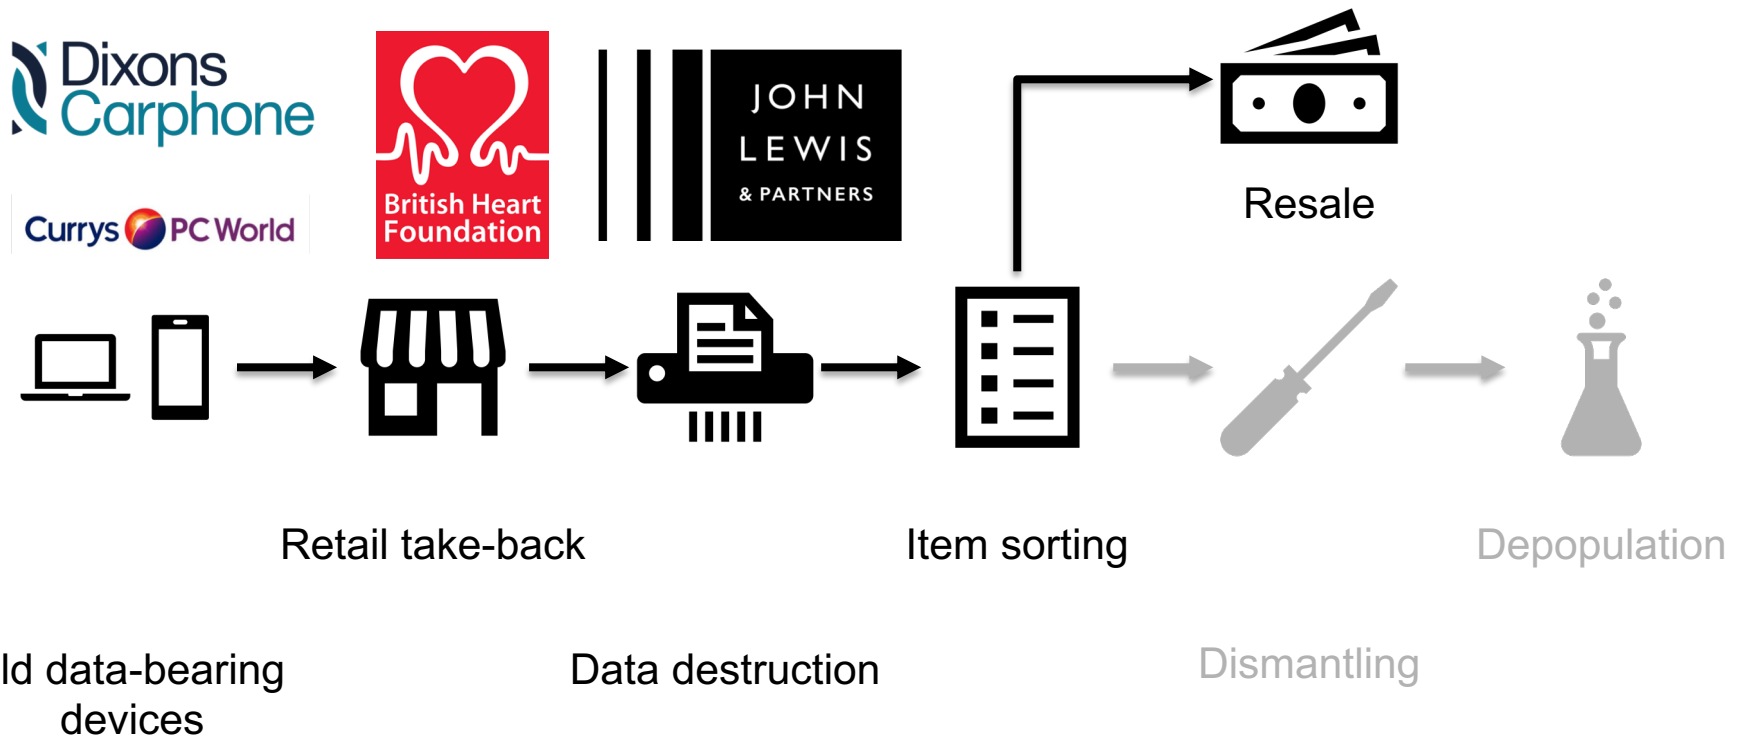 Dixons
Carphone
Currys PC World
British Heart
Foundation
JOHN
LEWIS
& PARTNERS
Resale
Retail take-back
Item sorting
Depopulation
ld data-bearing
devices
Data destruction
Dismantling